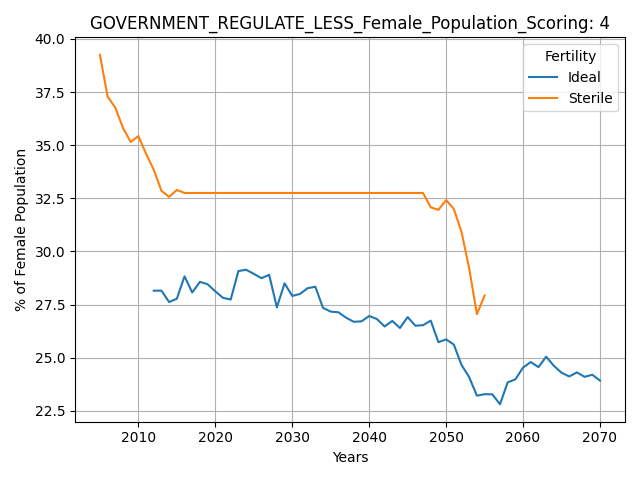 GOVERNMENT_REGULATE_LESS_Female_Population_Scoring: 4
Fertility
Ideal
Sterile
% of Female Population
40.0
37.5
35.0
32.5
30.0
27.5
25.0
22.5
2010 2020 2030 2040 2050 2060 2070
Years